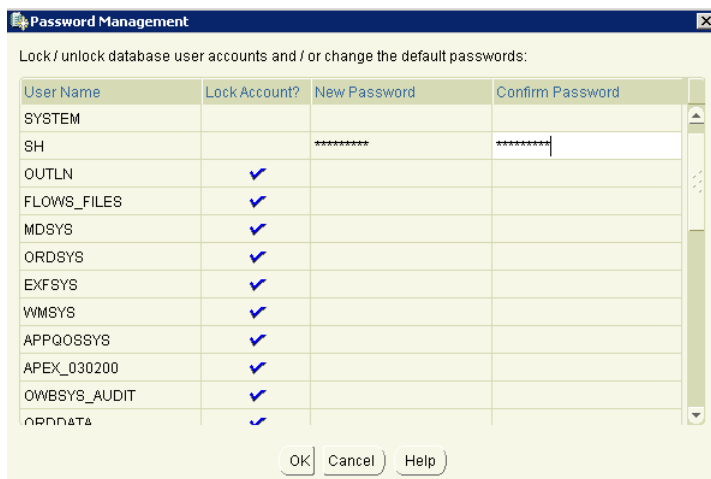 Password Management
Lock / unlock database user accounts and / or change the default passwords:
User Name Lock Account? New Password Confirm Password
SYSTEM
SH ********* *********
OUTLN
FLOWS_FILES
MDSYS
ORDSYS
EXFSYS
WMSYS
APPQOSSYS
APEX_030200
OWBSYS_AUDIT
ORDDATA
OK Cancel Help